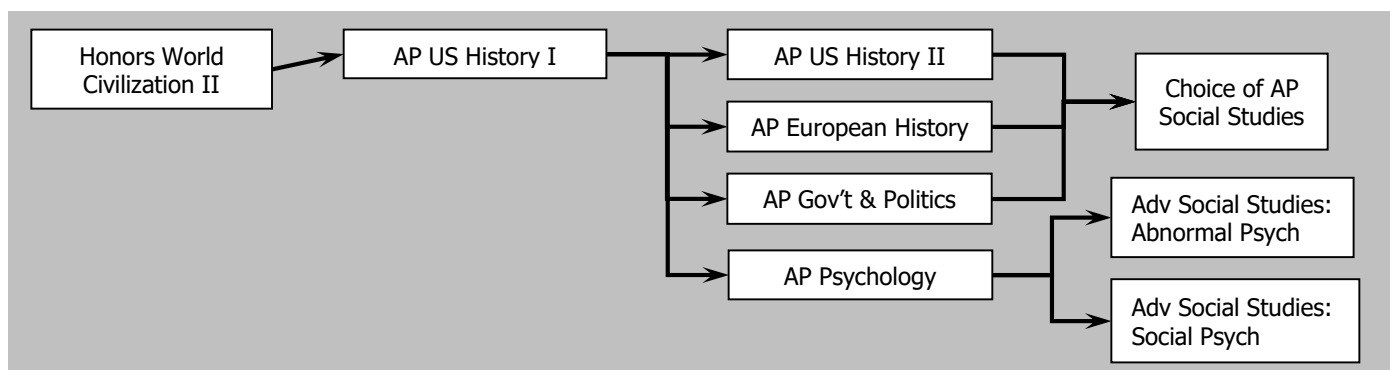 Honors World
Civilization II
AP US History I
AP US History II
AP European History
AP Gov’t & Politics
AP Psychology
Choice of AP
Social Studies
Adv Social Studies:
Abnormal Psych
Adv Social Studies:
Social Psych